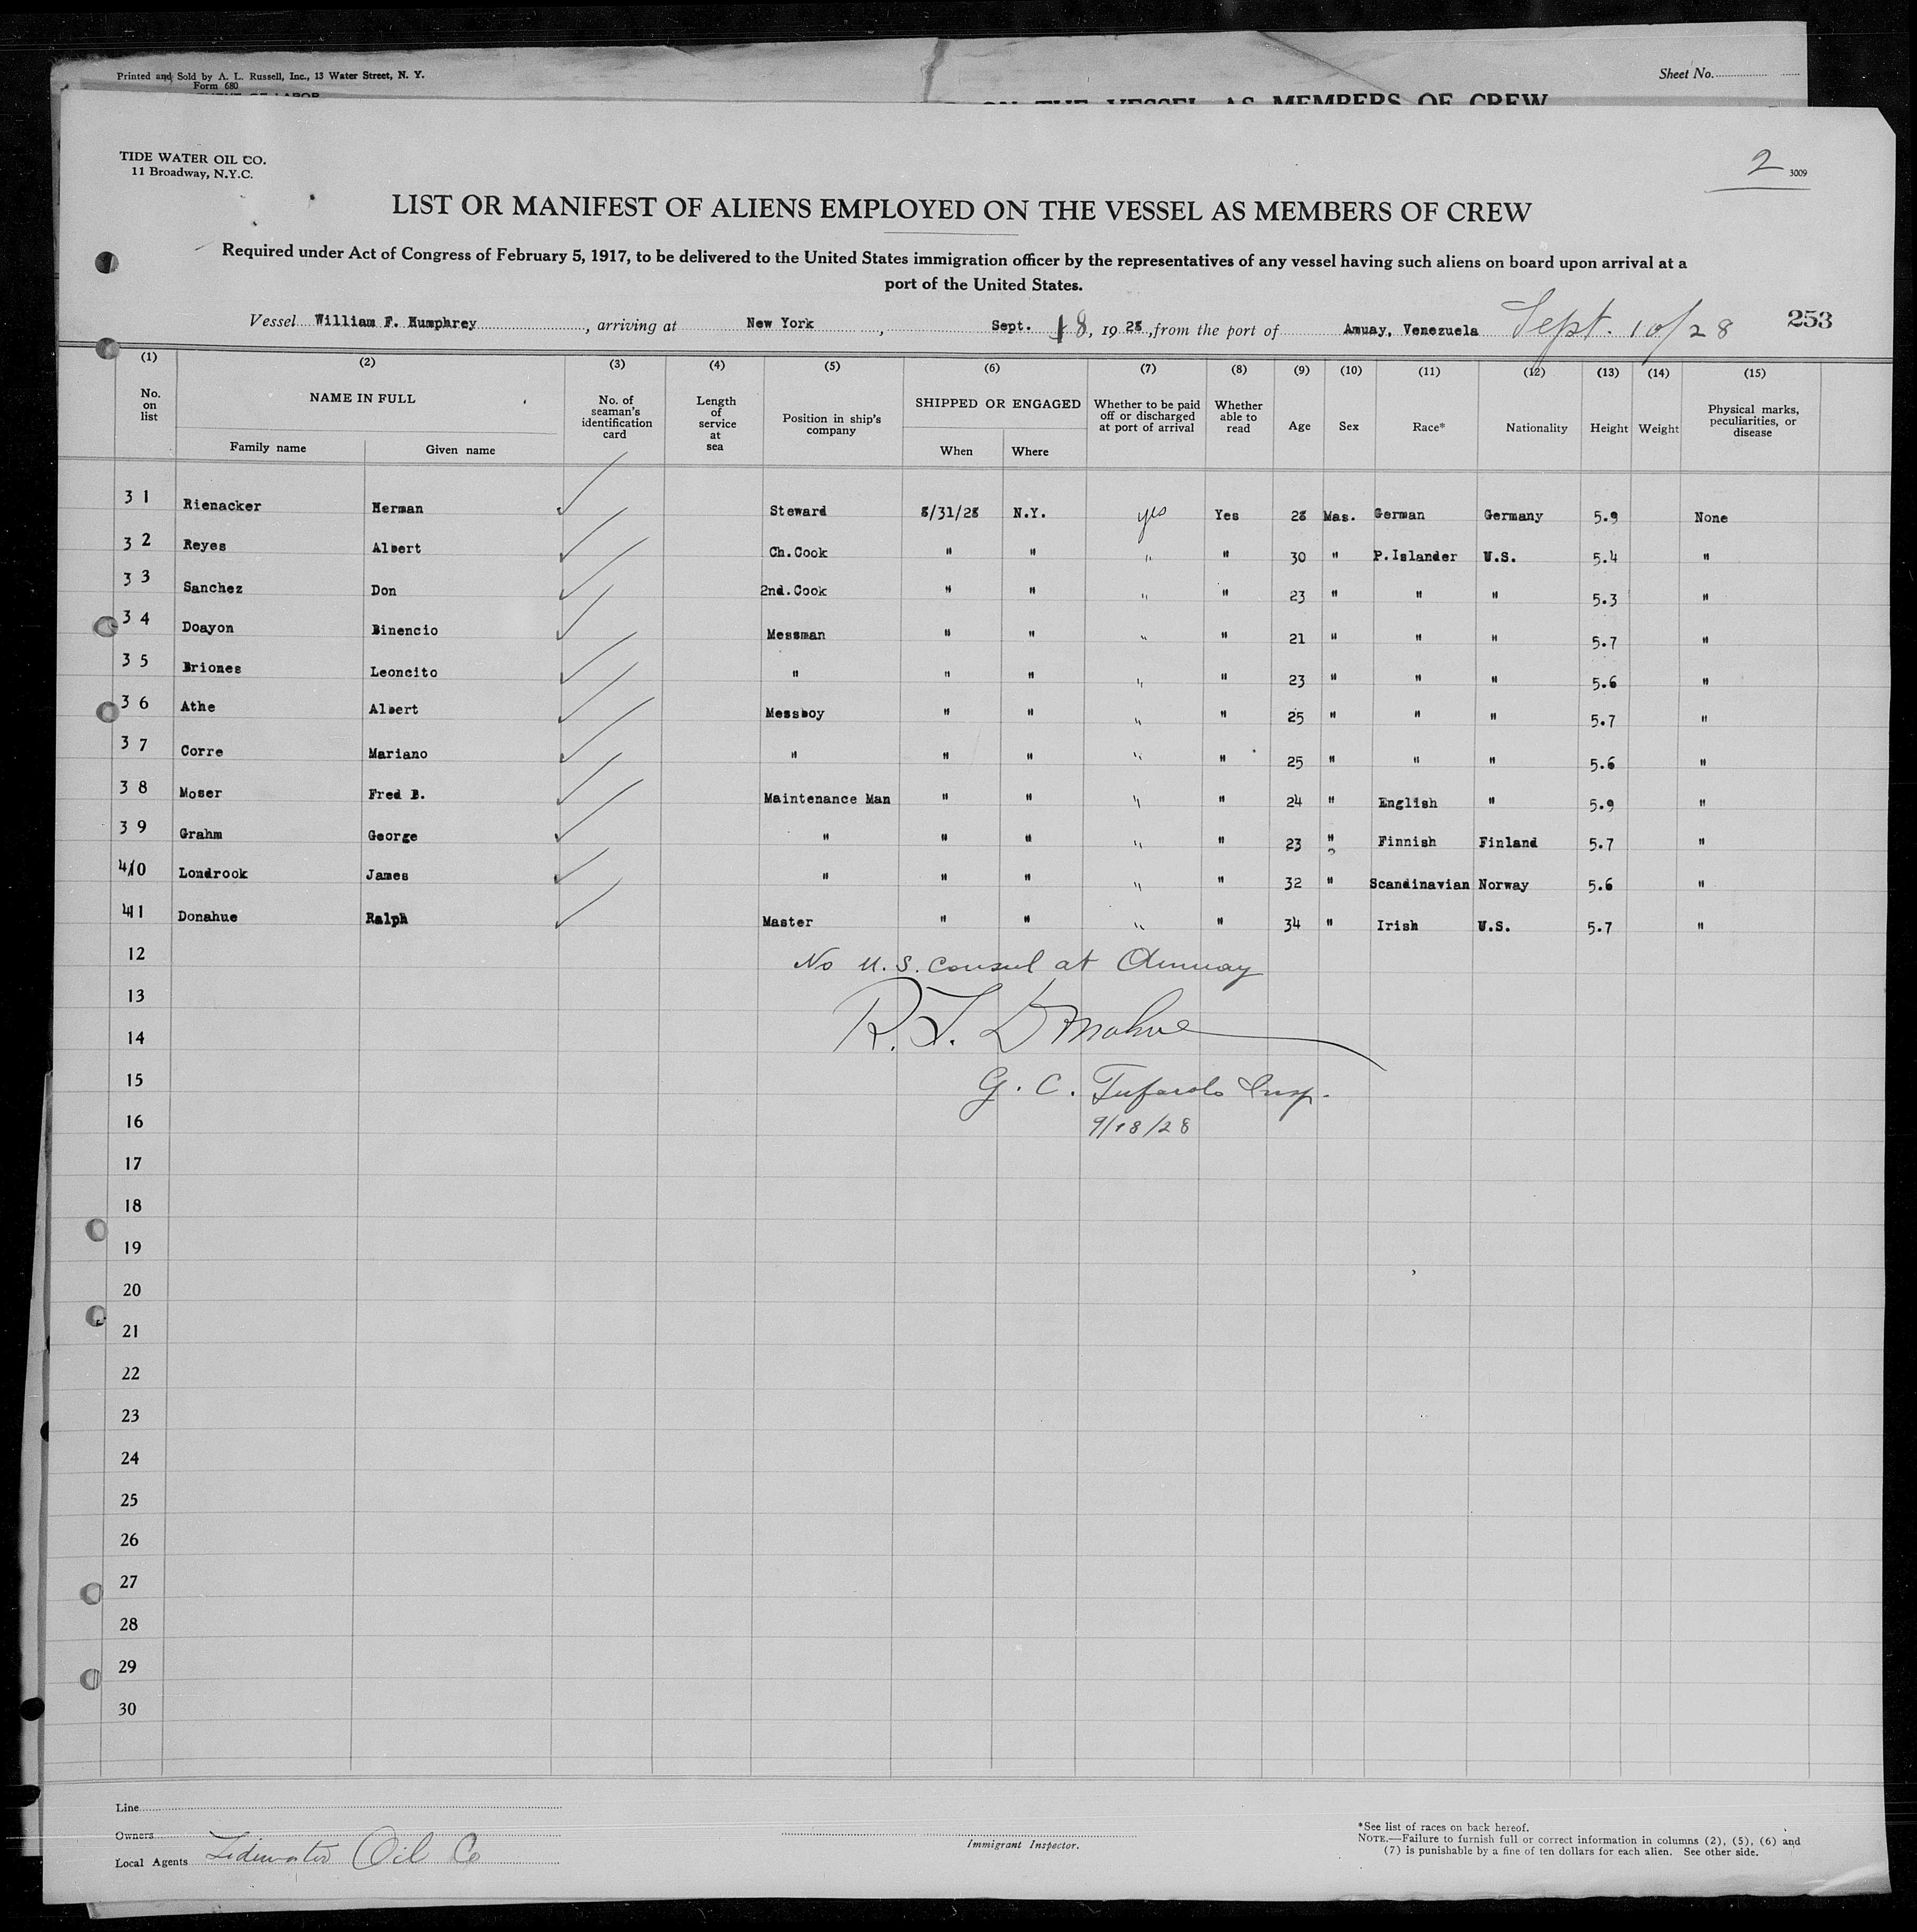 Printed and Sold by A. L. Russell, Inc., 13 Water Street, N. Y.
Form 680
Sheet No.
ON THE VESSEL AS MEMBERS OF CREW
TIDE WATER OIL CO.
11 Broadway, N.Y.C.
2 3009
LIST OR MANIFEST OF ALIENS EMPLOYED ON THE VESSEL AS MEMBERS OF CREW
Required under Act of Congress of February 5, 1917, to be delivered to the United States immigration officer by the representatives of any vessel having such aliens on board upon arrival at a
port of the United States.
Vessel William F. Humphrey, arriving at New York, Sept. 18, 1928, from the port of Amuay, Venezuela Sept. 10/28 253
(1) (2) (3) (4) (5) (6) (7) (8) (9) (10) (11) (12) (13) (14) (15)
No. on list NAME IN FULL Family name Given name No. of seaman's identification card Length of service at sea Position in ship's company SHIPPED OR ENGAGED When Where Whether to be paid off or discharged at port of arrival Whether able to read Age Sex Race* Nationality Height Weight Physical marks, peculiarities, or disease
31 Rienacker Herman Steward 8/31/28 N.Y. yes Yes 28 Mas. German Germany 5.9 None
32 Reyes Albert Ch.Cook " " " " 30 " P.Islander U.S. 5.4 "
33 Sanchez Don 2nd.Cook " " " " 23 " " " 5.3 "
34 Doayon Binencio Messman " " " " 21 " " " 5.7 "
35 Briones Leoncito " " " " " 23 " " " 5.6 "
36 Athe Albert Messboy " " " " 25 " " " 5.7 "
37 Corre Mariano " " " " " 25 " " " 5.6 "
38 Moser Fred B. Maintenance Man " " " " 24 " English " 5.9 "
39 Grahm George " " " " " 23 " Finnish Finland 5.7 "
40 Londrook James " " " " " 32 " Scandinavian Norway 5.6 "
41 Donahue Ralph Master " " " " 34 " Irish U.S. 5.7 "
12 No U.S. consul at Amuay
13
14 R. F. Donahue
15 G. C. Insp.
16 9/18/28
17
18
19
20
21
22
23
24
25
26
27
28
29
30
Line
Owners
Local Agents Tidewater Oil Co
Immigrant Inspector.
*See list of races on back hereof.
NOTE.—Failure to furnish full or correct information in columns (2), (5), (6) and
(7) is punishable by a fine of ten dollars for each alien. See other side.